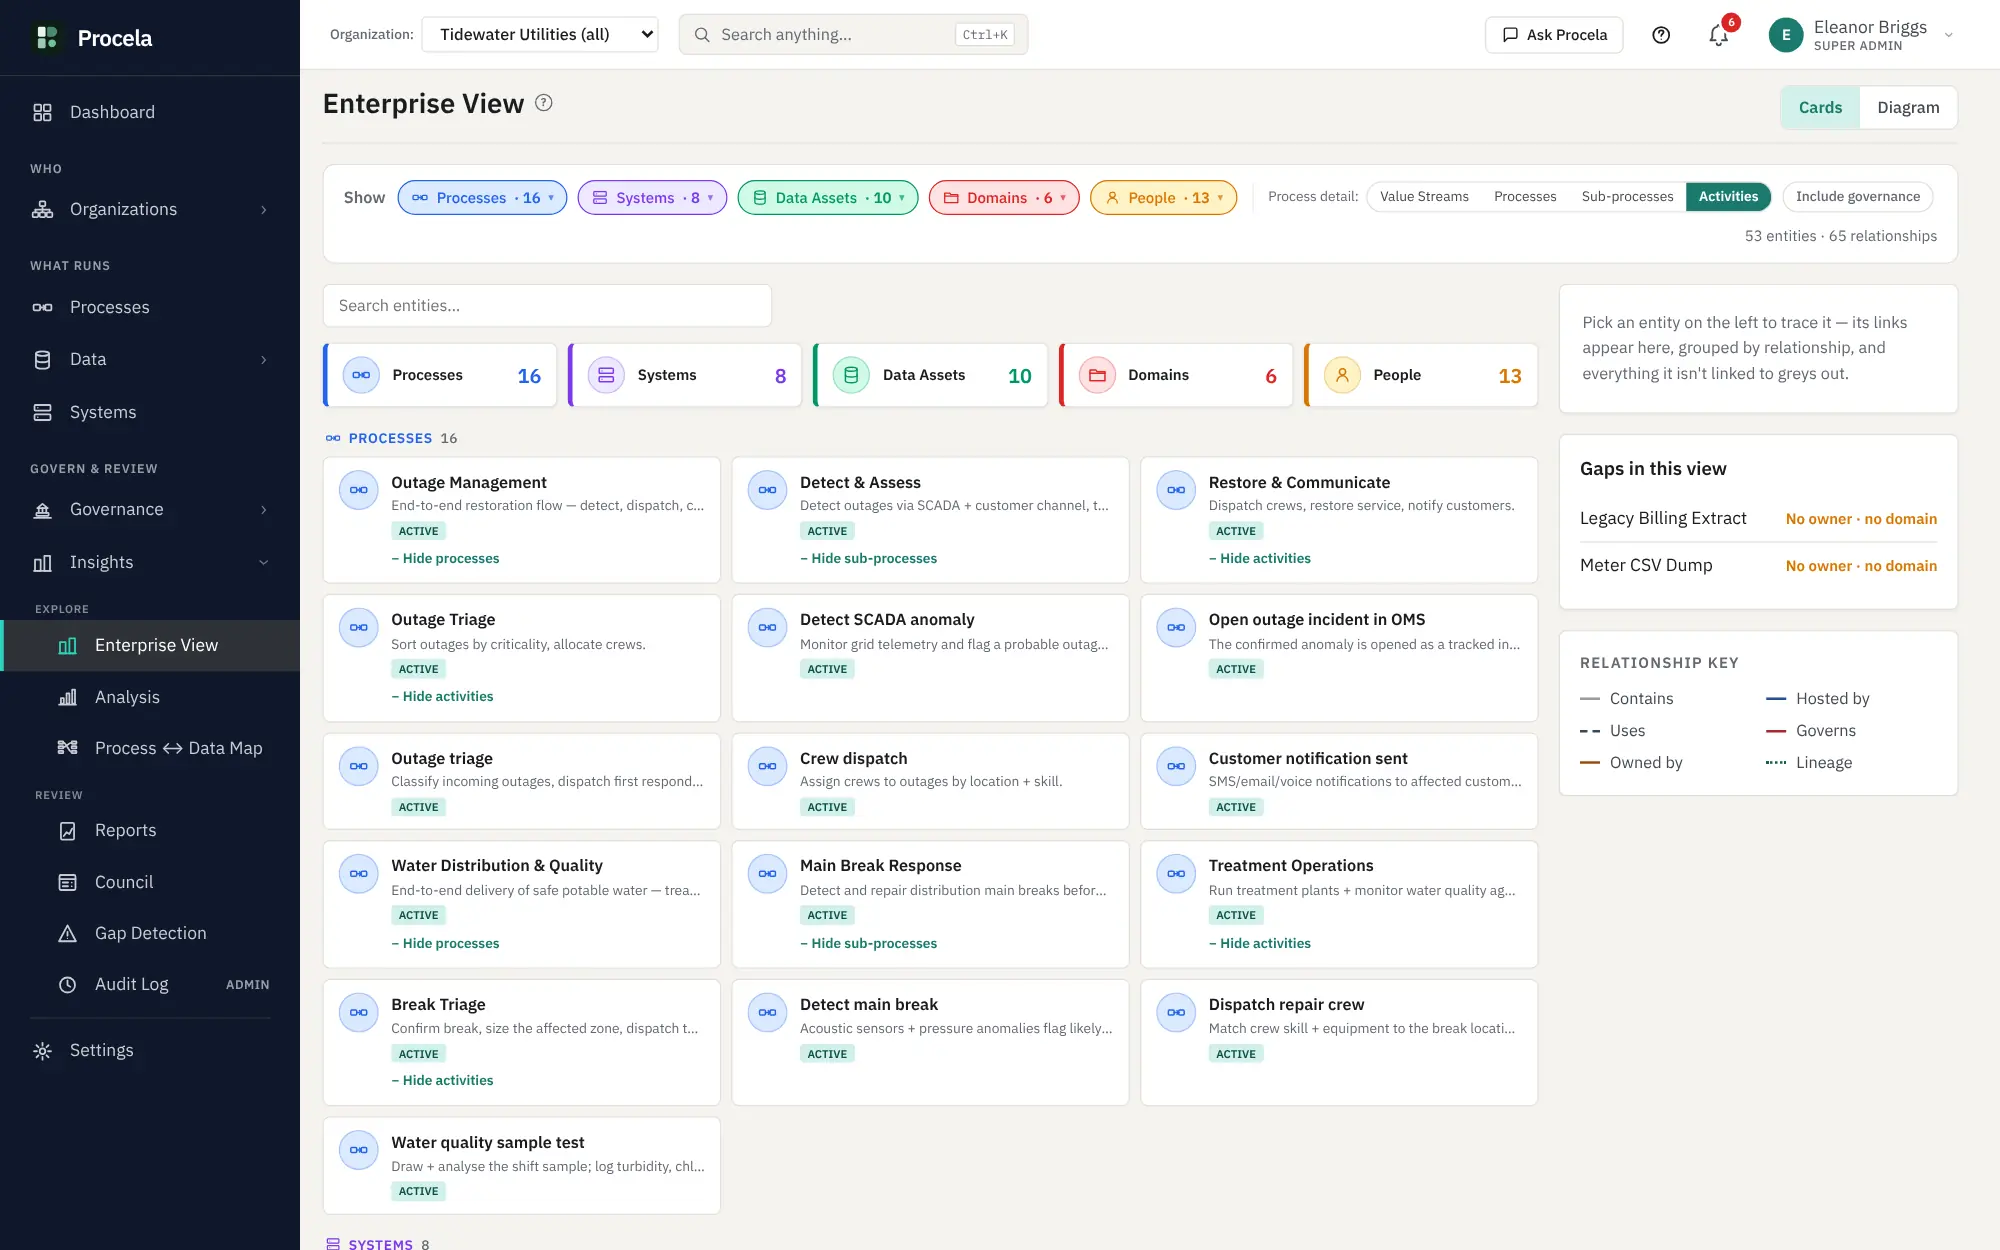 Procela
Organization:
Tidewater Utilities (all)
Search anything...
Ctrl+K
Ask Procela
6
E
Eleanor Briggs
SUPER ADMIN
Dashboard
WHO
Organizations
WHAT RUNS
Processes
Data
Systems
GOVERN & REVIEW
Governance
Insights
EXPLORE
Enterprise View
Analysis
Process ↔ Data Map
REVIEW
Reports
Council
Gap Detection
Audit Log ADMIN
Settings
Enterprise View
Cards Diagram
Show
Processes · 16
Systems · 8
Data Assets · 10
Domains · 6
People · 13
Process detail:
Value Streams
Processes
Sub-processes
Activities
Include governance
53 entities · 65 relationships
Search entities...
Processes 16
Systems 8
Data Assets 10
Domains 6
People 13
PROCESSES 16
Outage Management
End-to-end restoration flow — detect, dispatch, c...
ACTIVE
– Hide processes
Detect & Assess
Detect outages via SCADA + customer channel, t...
ACTIVE
– Hide sub-processes
Restore & Communicate
Dispatch crews, restore service, notify customers.
ACTIVE
– Hide activities
Outage Triage
Sort outages by criticality, allocate crews.
ACTIVE
– Hide activities
Detect SCADA anomaly
Monitor grid telemetry and flag a probable outag...
ACTIVE
Open outage incident in OMS
The confirmed anomaly is opened as a tracked in...
ACTIVE
Outage triage
Classify incoming outages, dispatch first respond...
ACTIVE
Crew dispatch
Assign crews to outages by location + skill.
ACTIVE
Customer notification sent
SMS/email/voice notifications to affected custom...
ACTIVE
Water Distribution & Quality
End-to-end delivery of safe potable water — trea...
ACTIVE
– Hide processes
Main Break Response
Detect and repair distribution main breaks befor...
ACTIVE
– Hide sub-processes
Treatment Operations
Run treatment plants + monitor water quality ag...
ACTIVE
– Hide activities
Break Triage
Confirm break, size the affected zone, dispatch t...
ACTIVE
– Hide activities
Detect main break
Acoustic sensors + pressure anomalies flag likely...
ACTIVE
Dispatch repair crew
Match crew skill + equipment to the break locati...
ACTIVE
Water quality sample test
Draw + analyse the shift sample; log turbidity, chl...
ACTIVE
SYSTEMS 8
Pick an entity on the left to trace it — its links
appear here, grouped by relationship, and
everything it isn't linked to greys out.
Gaps in this view
Legacy Billing Extract No owner · no domain
Meter CSV Dump No owner · no domain
RELATIONSHIP KEY
Contains
Hosted by
Uses
Governs
Owned by
Lineage